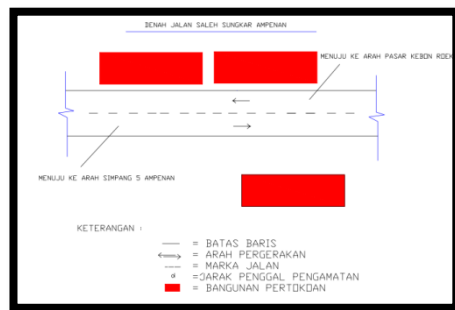 DENAH JALAN SALEH SUNGKAR AMPENAN
MENUJU KE ARAH PASAR KEBON ROEK
MENUJU KE ARAH SIMPANG 5 AMPENAN
KETERANGAN :
= BATAS BARIS
= ARAH PERGERAKAN
= MARKA JALAN
= JARAK PENGGAL PENGAMATAN
= BANGUNAN PERTOKOAN